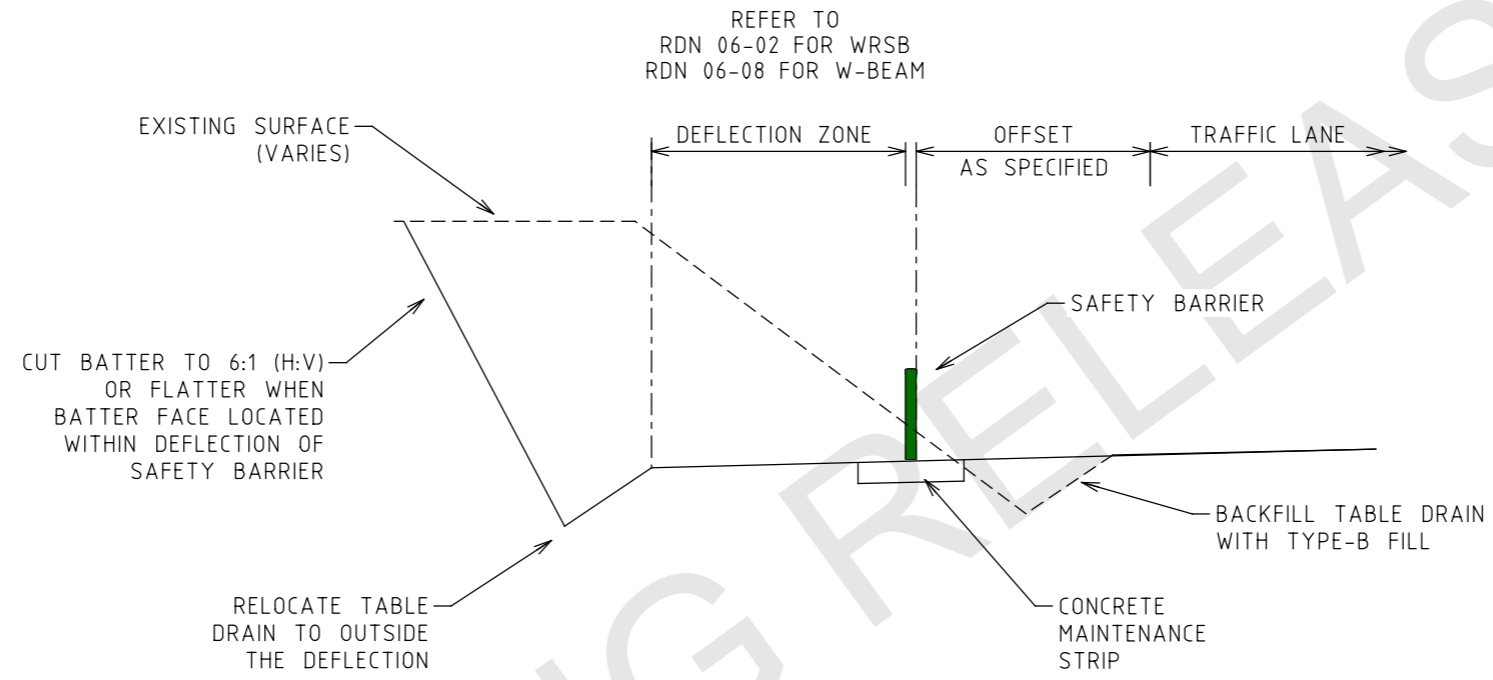 REFER TO
RDN 06-02 FOR WRSB
RDN 06-08 FOR W-BEAM
DEFLECTION ZONE
OFFSET
AS SPECIFIED
TRAFFIC LANE
EXISTING SURFACE
(VARIES)
SAFETY BARRIER
CUT BATTER TO 6:1 (H:V)
OR FLATTER WHEN
BATTER FACE LOCATED
WITHIN DEFLECTION OF
SAFETY BARRIER
BACKFILL TABLE DRAIN
WITH TYPE-B FILL
RELOCATE TABLE
DRAIN TO OUTSIDE
THE DEFLECTION
CONCRETE
MAINTENANCE
STRIP